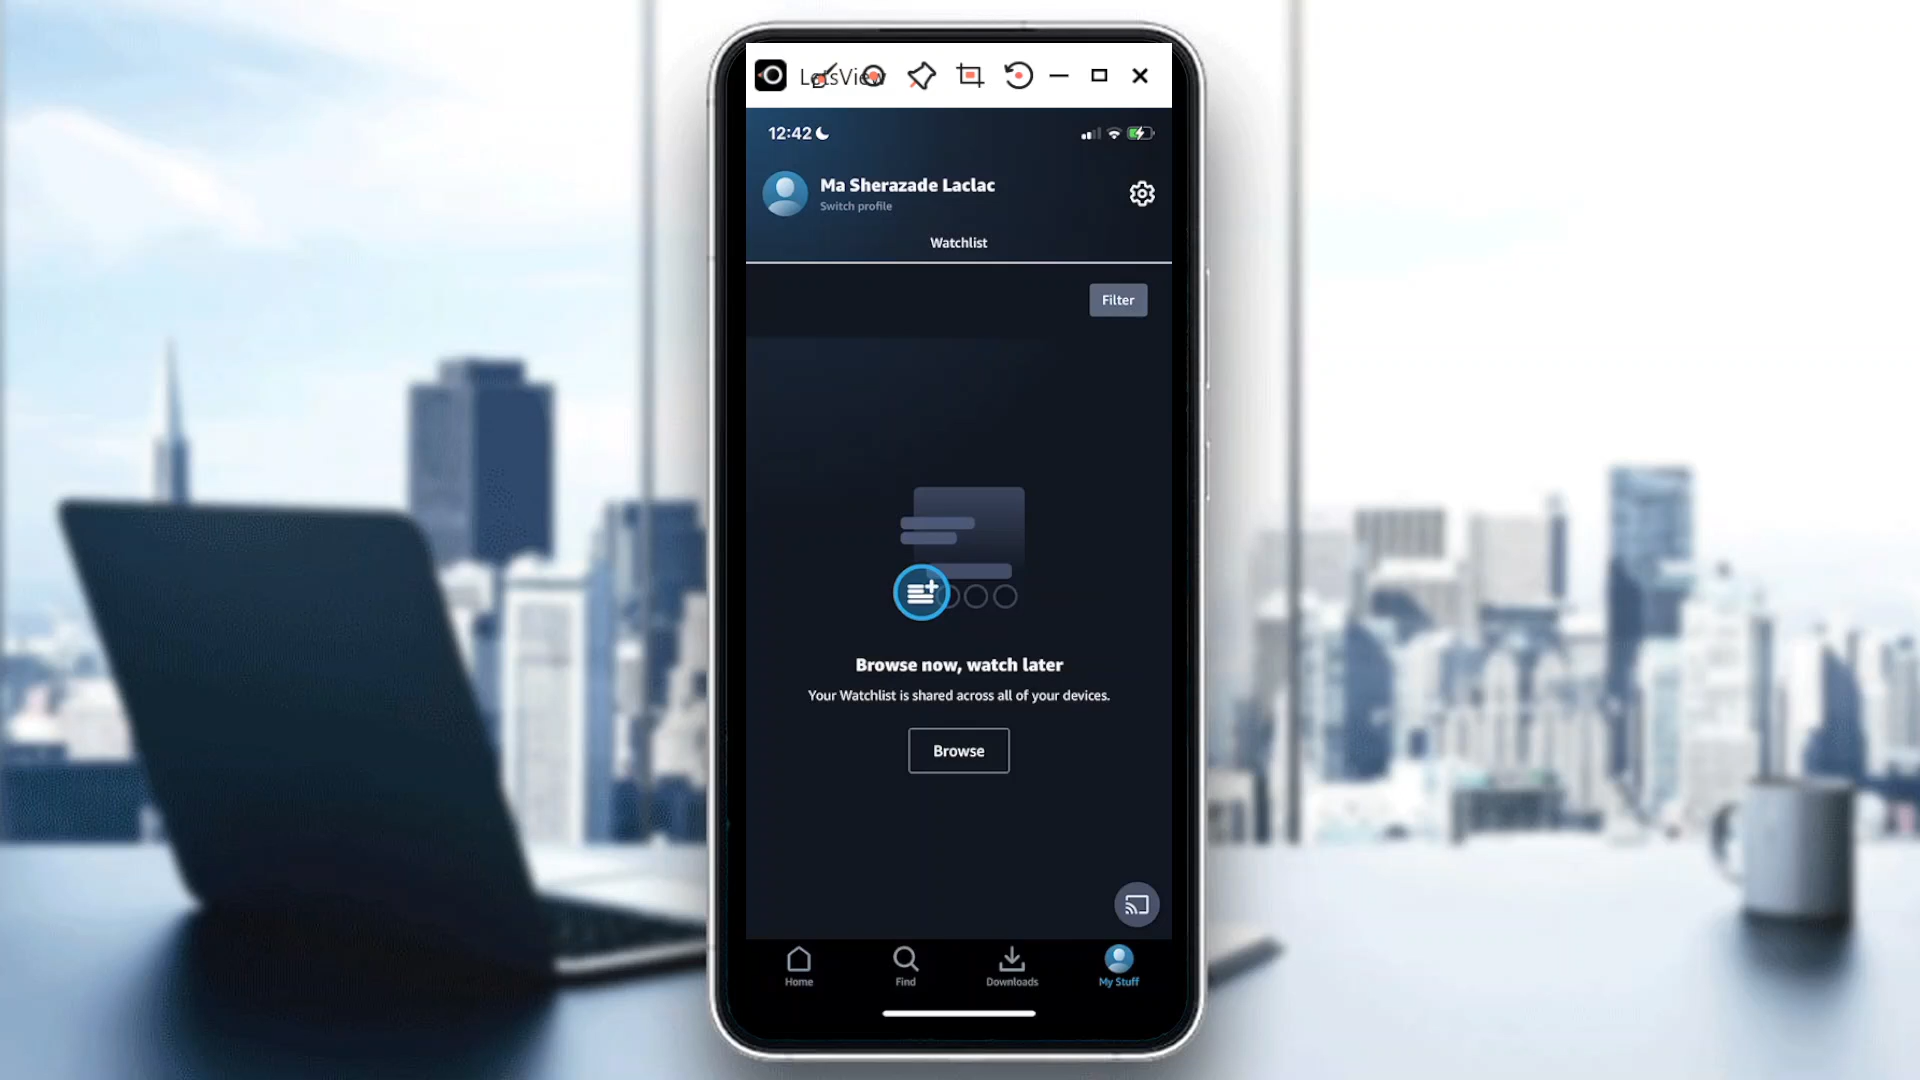 LetsView
12:42
Ma Sherazade Laclac
Switch profile
Watchlist
Filter
Browse now, watch later
Your Watchlist is shared across all of your devices.
Browse
Home
Find
Downloads
My Stuff